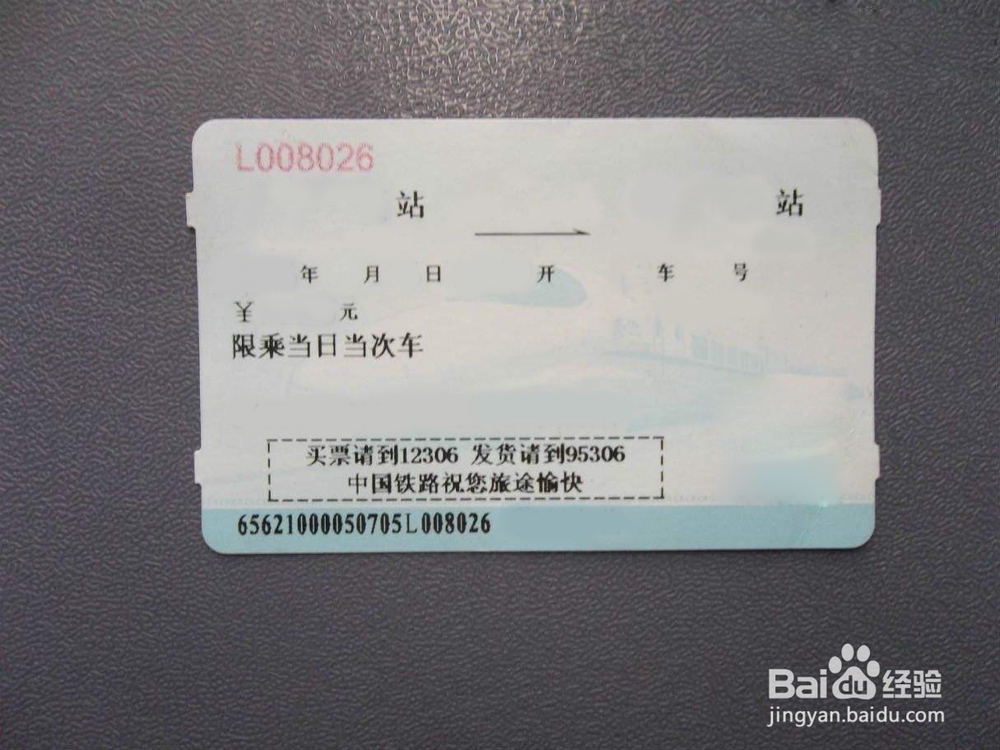 L008026
站 站
年 月 日 开 车 号
¥ 元
限乘当日当次车
买票请到12306 发货请到95306
中国铁路祝您旅途愉快
65621000050705L008026
Baidu经验
jingyan.baidu.com